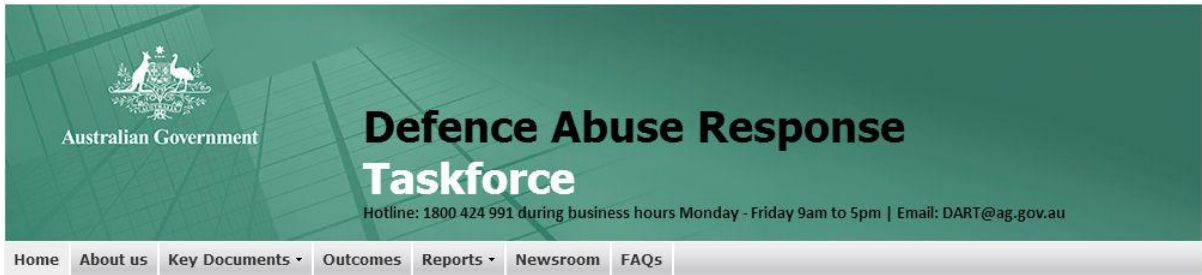 Australian Government
Defence Abuse Response
Taskforce
Hotline: 1800 424 991 during business hours Monday - Friday 9am to 5pm | Email: DART@ag.gov.au
Home About us Key Documents Outcomes Reports Newsroom FAQs